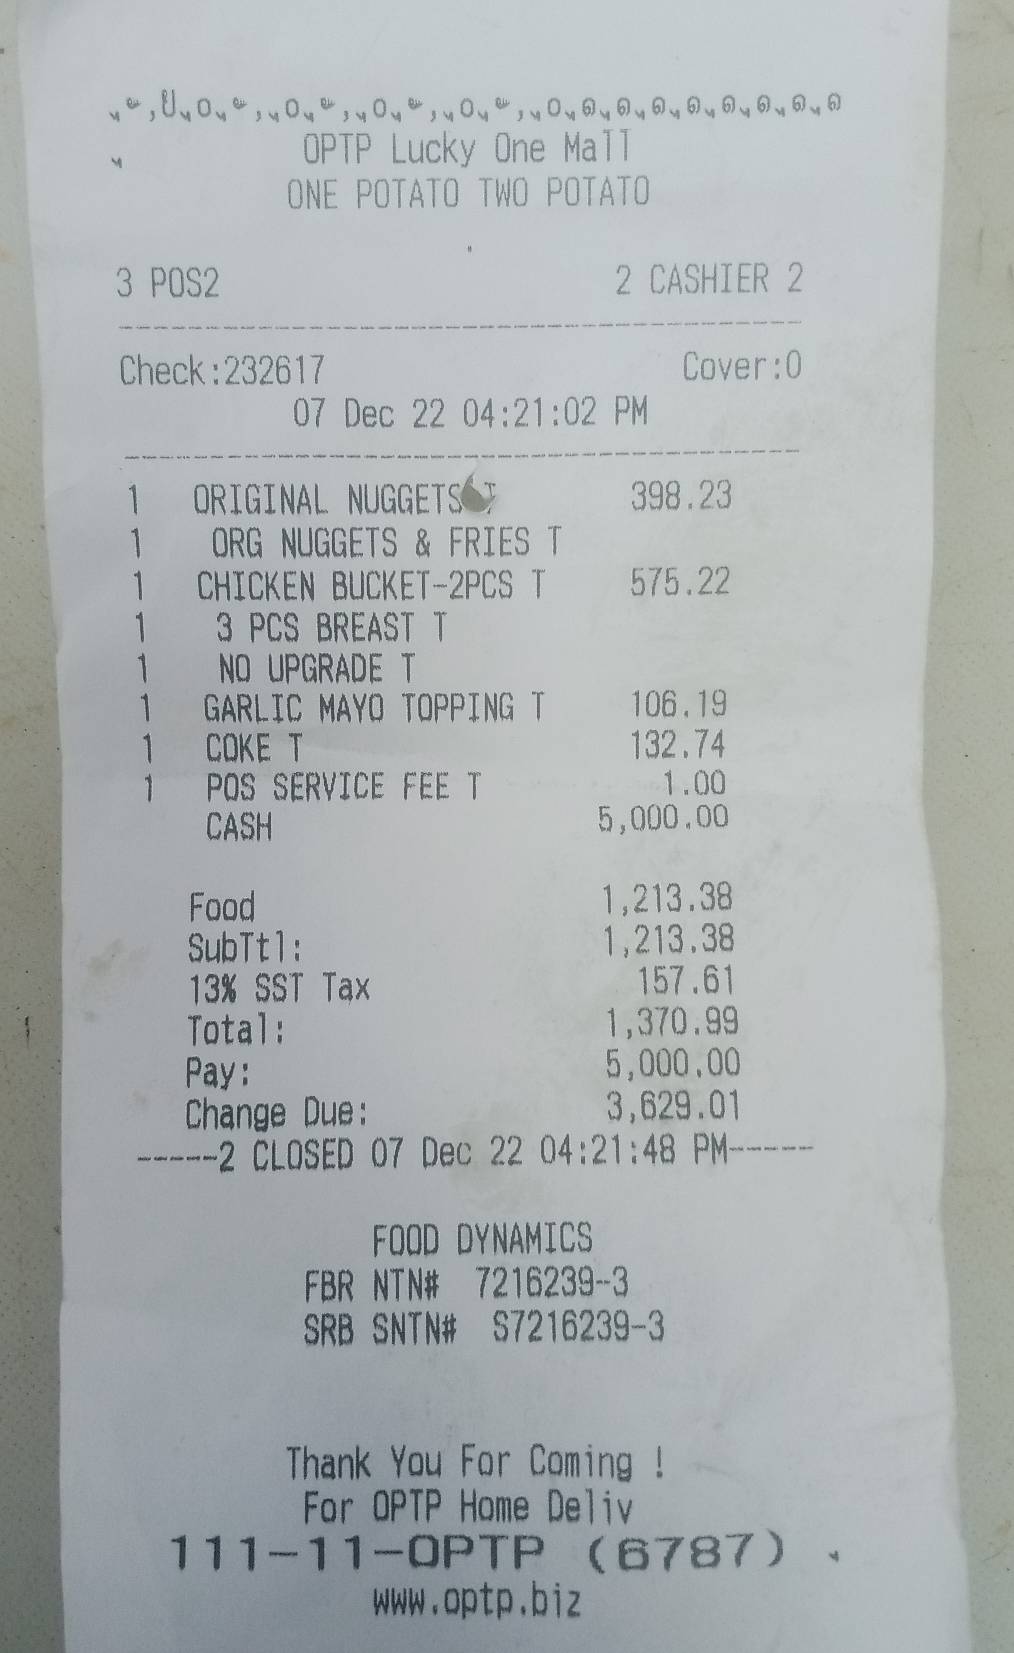 OPTP Lucky One Mall
ONE POTATO TWO POTATO
3 POS2 2 CASHIER 2
Check:232617 Cover:0
07 Dec 22 04:21:02 PM
1 ORIGINAL NUGGETS T 398.23
1 ORG NUGGETS & FRIES T
1 CHICKEN BUCKET-2PCS T 575.22
1 3 PCS BREAST T
1 NO UPGRADE T
1 GARLIC MAYO TOPPING T 106.19
1 COKE T 132.74
1 POS SERVICE FEE T 1.00
CASH 5,000.00
Food 1,213.38
SubTtl: 1,213.38
13% SST Tax 157.61
Total: 1,370.99
Pay: 5,000.00
Change Due: 3,629.01
-----2 CLOSED 07 Dec 22 04:21:48 PM-----
FOOD DYNAMICS
FBR NTN# 7216239-3
SRB SNTN# S7216239-3
Thank You For Coming !
For OPTP Home Deliv
111-11-OPTP (6787)
www.optp.biz